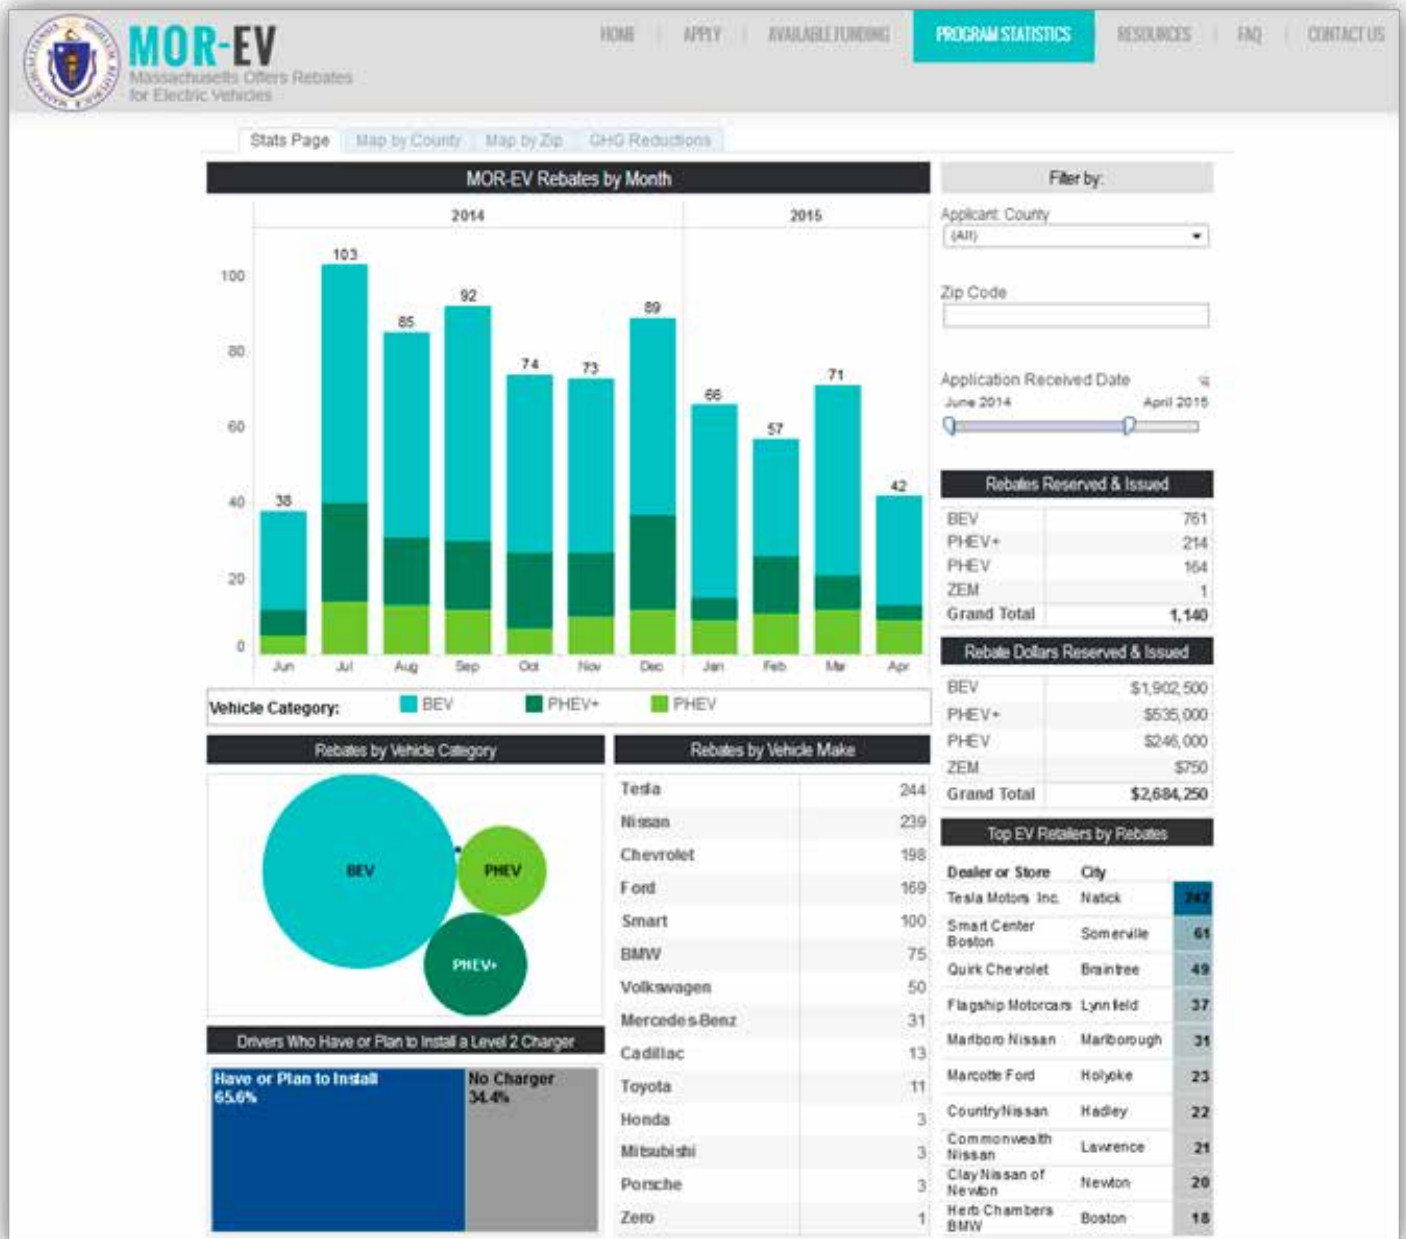 MOR-EV
Massachusetts Offers Rebates
for Electric Vehicles
HOME
APPLY
AVAILABLE FUNDING
PROGRAM STATISTICS
RESOURCES
FAQ
CONTACT US
Stats Page
Map by County
Map by Zip
GHG Reductions
MOR-EV Rebates by Month
2014
2015
100
80
60
40
20
0
38
103
85
92
74
73
89
66
57
71
42
Jun
Jul
Aug
Sep
Oct
Nov
Dec
Jan
Feb
Mar
Apr
Vehicle Category:
BEV
PHEV+
PHEV
Filter by:
Applicant County
(All)
Zip Code
Application Received Date
June 2014
April 2015
Rebates Reserved & Issued
BEV 761
PHEV+ 214
PHEV 164
ZEM 1
Grand Total 1,140
Rebate Dollars Reserved & Issued
BEV $1,902,500
PHEV+ $535,000
PHEV $246,000
ZEM $750
Grand Total $2,684,250
Rebates by Vehicle Category
BEV
PHEV
PHEV+
Drivers Who Have or Plan to Install a Level 2 Charger
Have or Plan to Install
65.6%
No Charger
34.4%
Rebates by Vehicle Make
Tesla 244
Nissan 239
Chevrolet 198
Ford 169
Smart 100
BMW 75
Volkswagen 50
Mercedes-Benz 31
Cadillac 13
Toyota 11
Honda 3
Mitsubishi 3
Porsche 3
Zero 1
Top EV Retailers by Rebates
Dealer or Store City
Tesla Motors Inc. Natick 242
Smart Center
Boston Somerville 61
Quirk Chevrolet Braintree 49
Flagship Motorcars Lynnfield 37
Marlboro Nissan Marlborough 31
Marcotte Ford Holyoke 23
Country Nissan Hadley 22
Commonwealth
Nissan Lawrence 21
Clay Nissan of
Newton Newton 20
Herb Chambers
BMW Boston 18